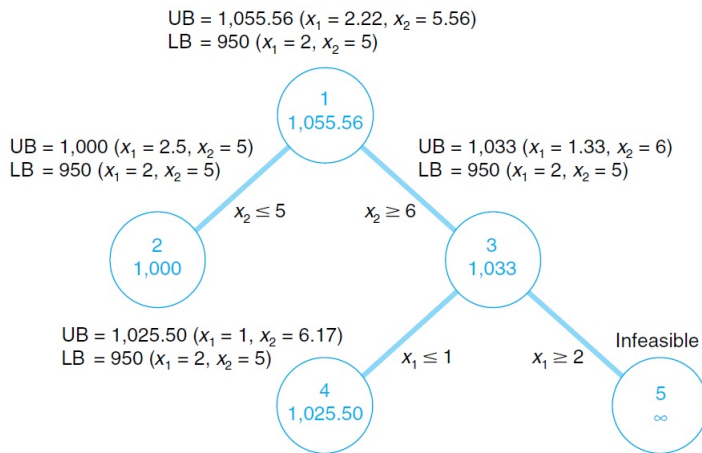 UB = 1,055.56 (x₁ = 2.22, x₂ = 5.56)
LB = 950 (x₁ = 2, x₂ = 5)
1
1,055.56
UB = 1,000 (x₁ = 2.5, x₂ = 5)
LB = 950 (x₁ = 2, x₂ = 5)
UB = 1,033 (x₁ = 1.33, x₂ = 6)
LB = 950 (x₁ = 2, x₂ = 5)
x₂ ≤ 5
x₂ ≥ 6
2
1,000
3
1,033
UB = 1,025.50 (x₁ = 1, x₂ = 6.17)
LB = 950 (x₁ = 2, x₂ = 5)
x₁ ≤ 1
x₁ ≥ 2
Infeasible
4
1,025.50
5
∞